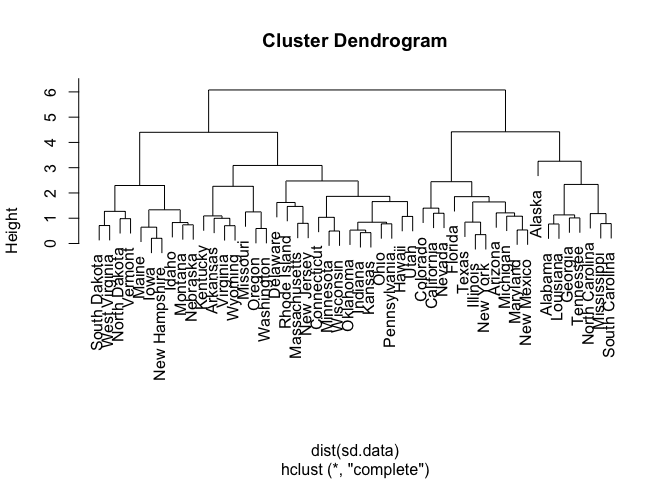 Cluster Dendrogram
Height
6
5
4
3
2
1
0
South Dakota
West Virginia
North Dakota
Vermont
Maine
Iowa
New Hampshire
Idaho
Montana
Nebraska
Kentucky
Arkansas
Virginia
Wyoming
Missouri
Oregon
Washington
Delaware
Rhode Island
Massachusetts
New Jersey
Connecticut
Minnesota
Wisconsin
Oklahoma
Indiana
Kansas
Ohio
Pennsylvania
Hawaii
Utah
Colorado
California
Nevada
Florida
Texas
Illinois
New York
Arizona
Michigan
Maryland
New Mexico
Alaska
Alabama
Louisiana
Georgia
Tennessee
North Carolina
Mississippi
South Carolina
dist(sd.data)
hclust (*, "complete")